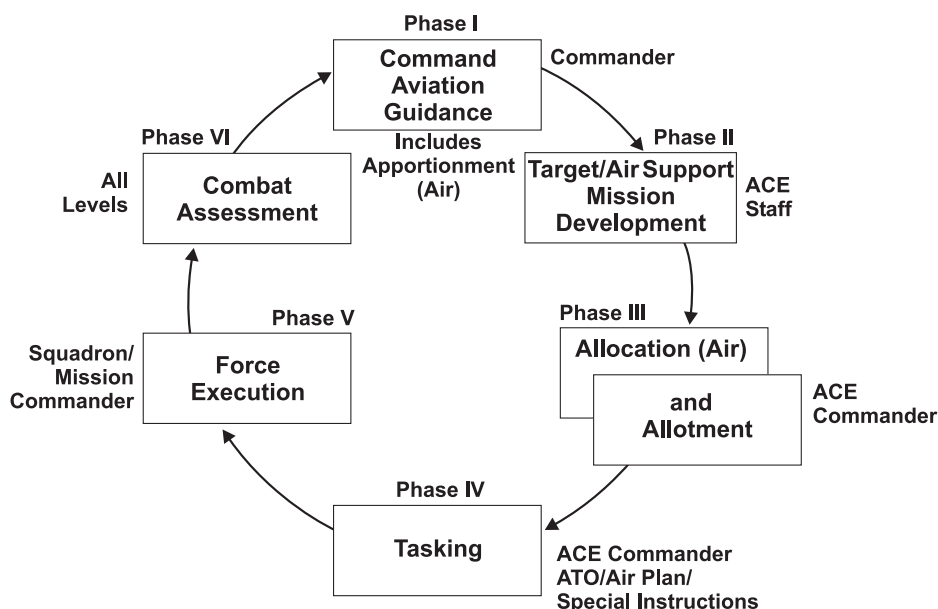 Phase I
Command
Aviation
Guidance
Commander
Includes
Apportionment
(Air)
Phase II
Target/Air Support
Mission
Development
ACE
Staff
Phase III
Allocation (Air)
and
Allotment
ACE
Commander
Phase IV
Tasking
ACE Commander
ATO/Air Plan/
Special Instructions
Phase V
Force
Execution
Squadron/
Mission
Commander
Phase VI
Combat
Assessment
All
Levels